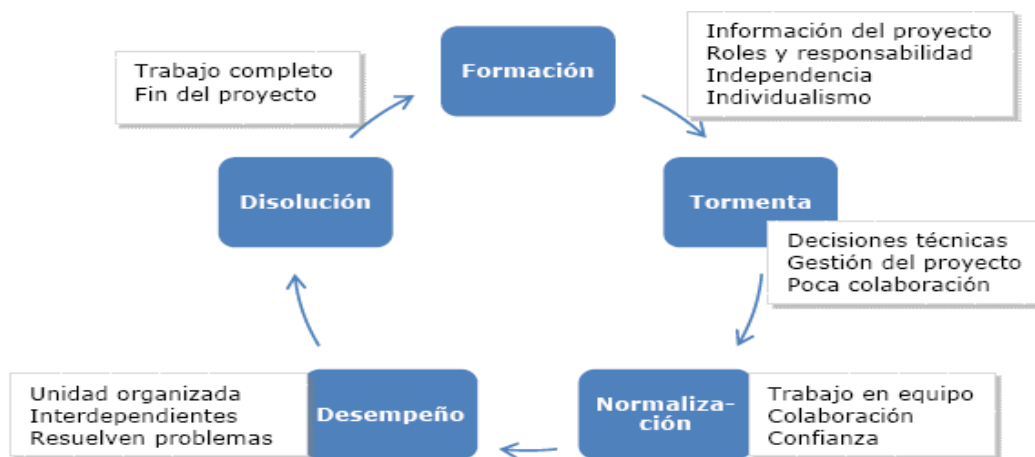 Formación
Información del proyecto
Roles y responsabilidad
Independencia
Individualismo
Tormenta
Decisiones técnicas
Gestión del proyecto
Poca colaboración
Normaliza-
ción
Trabajo en equipo
Colaboración
Confianza
Desempeño
Unidad organizada
Interdependientes
Resuelven problemas
Disolución
Trabajo completo
Fin del proyecto